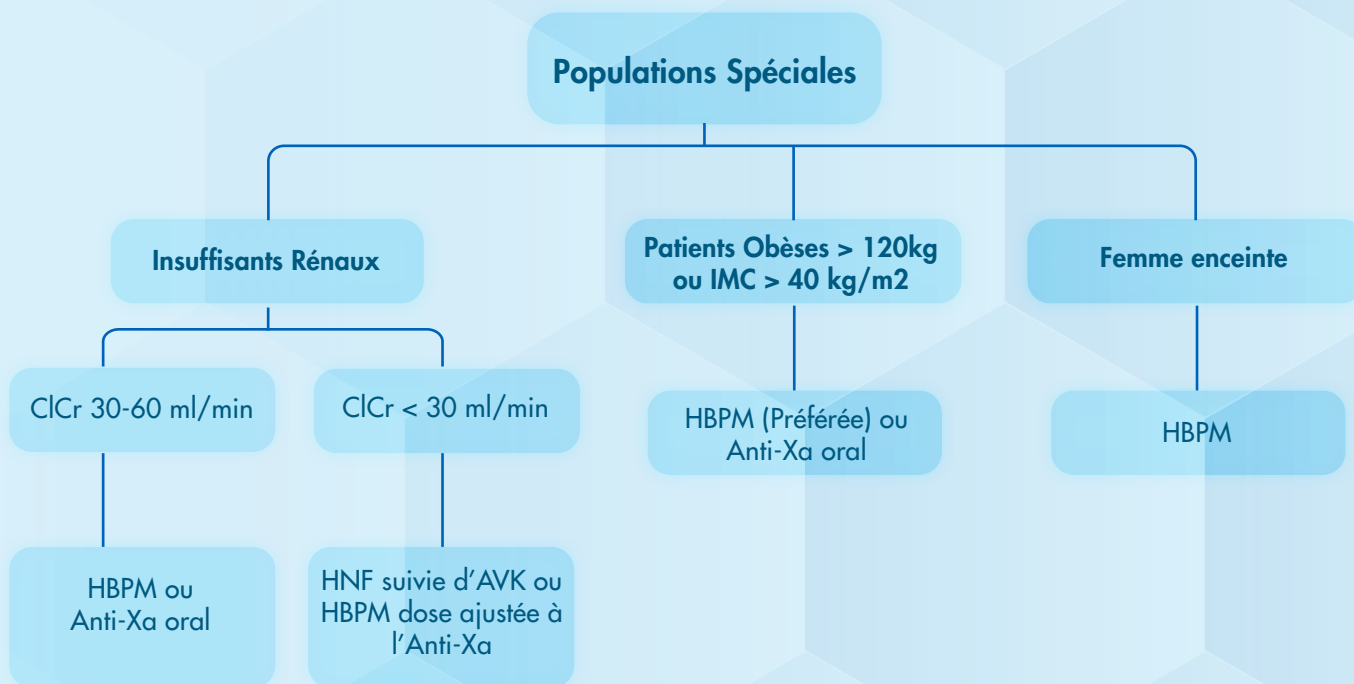 Populations Spéciales
Insuffisants Rénaux
Patients Obèses > 120kg
ou IMC > 40 kg/m2
Femme enceinte
ClCr 30-60 ml/min
ClCr < 30 ml/min
HBPM (Préférée) ou
Anti-Xa oral
HBPM
HBPM ou
Anti-Xa oral
HNF suivie d'AVK ou
HBPM dose ajustée à
l'Anti-Xa